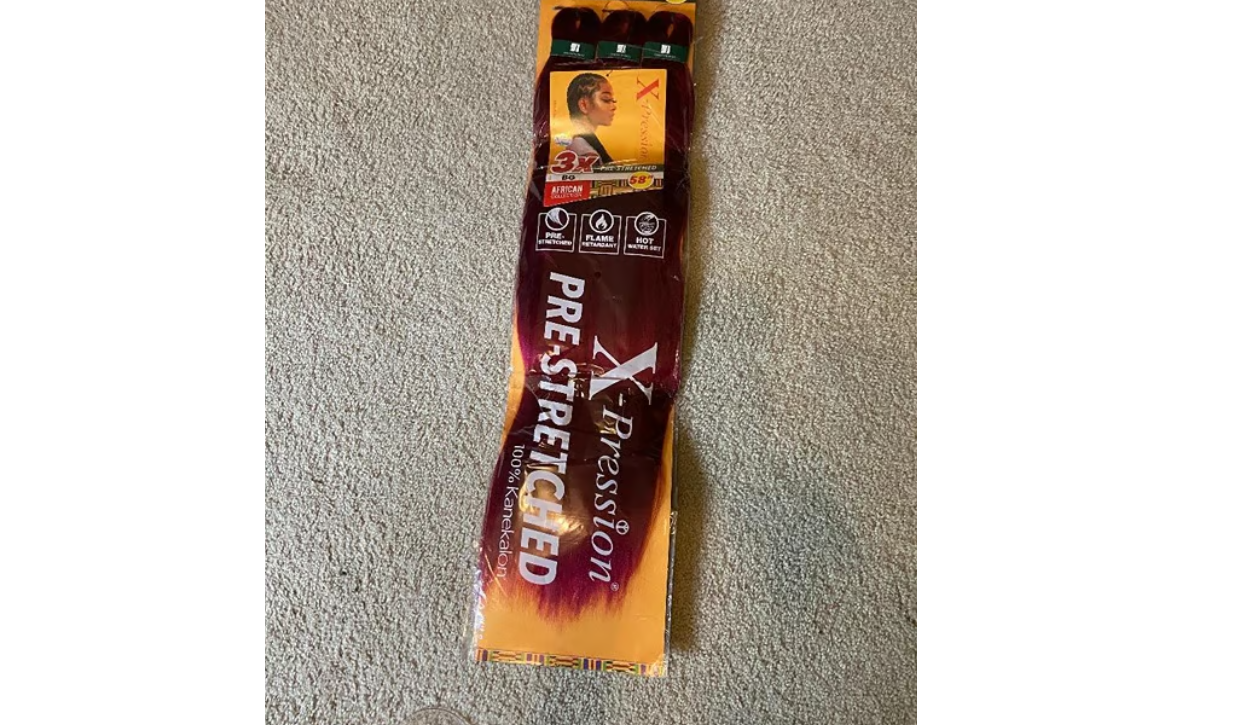 X-Pression
3X
PRE-STRETCHED
BG
58"
AFRICAN
COLLECTION
PRE-
STRETCHED
FLAME
RETARDANT
HOT
WATER SET
X-Pression®
PRE-STRETCHED
100% Kanekalon